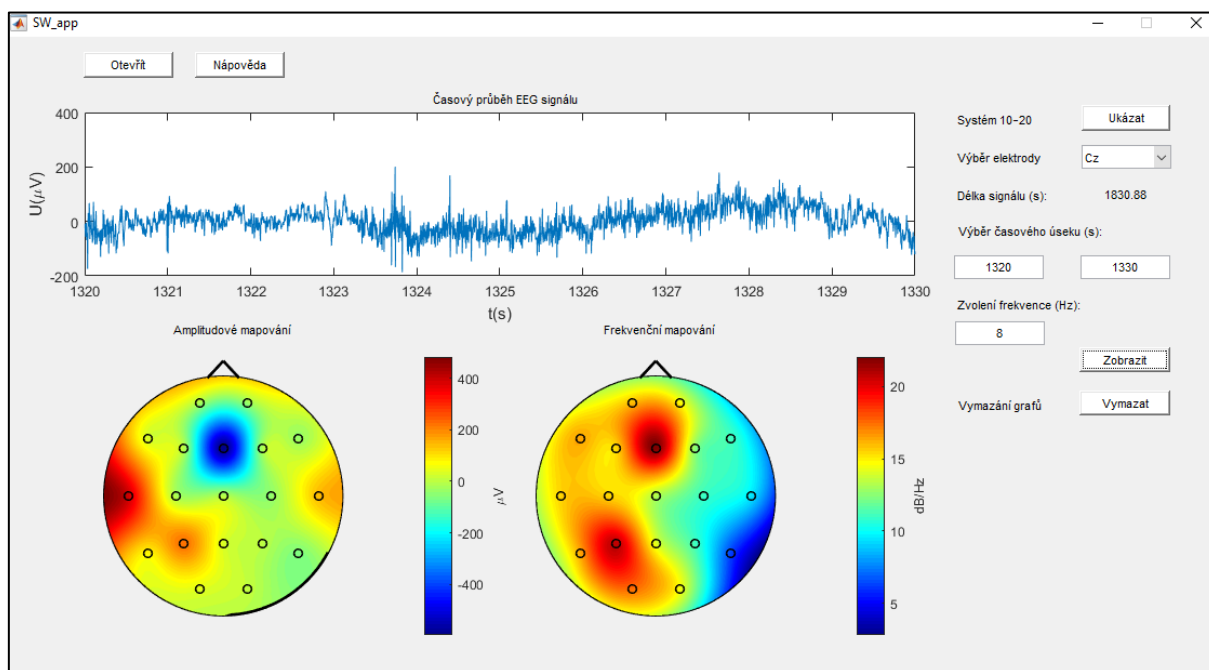 SW_app
Otevřít Nápověda
Časový průběh EEG signálu
400
200
0
-200
U(μV)
1320 1321 1322 1323 1324 1325 1326 1327 1328 1329 1330
t(s)
Systém 10-20 Ukázat
Výběr elektrody Cz
Délka signálu (s): 1830.88
Výběr časového úseku (s):
1320 1330
Zvolení frekvence (Hz):
8
Zobrazit
Vymazání grafů Vymazat
Amplitudové mapování
400
200
0
-200
-400
μV
Frekvenční mapování
20
15
10
5
dB/Hz